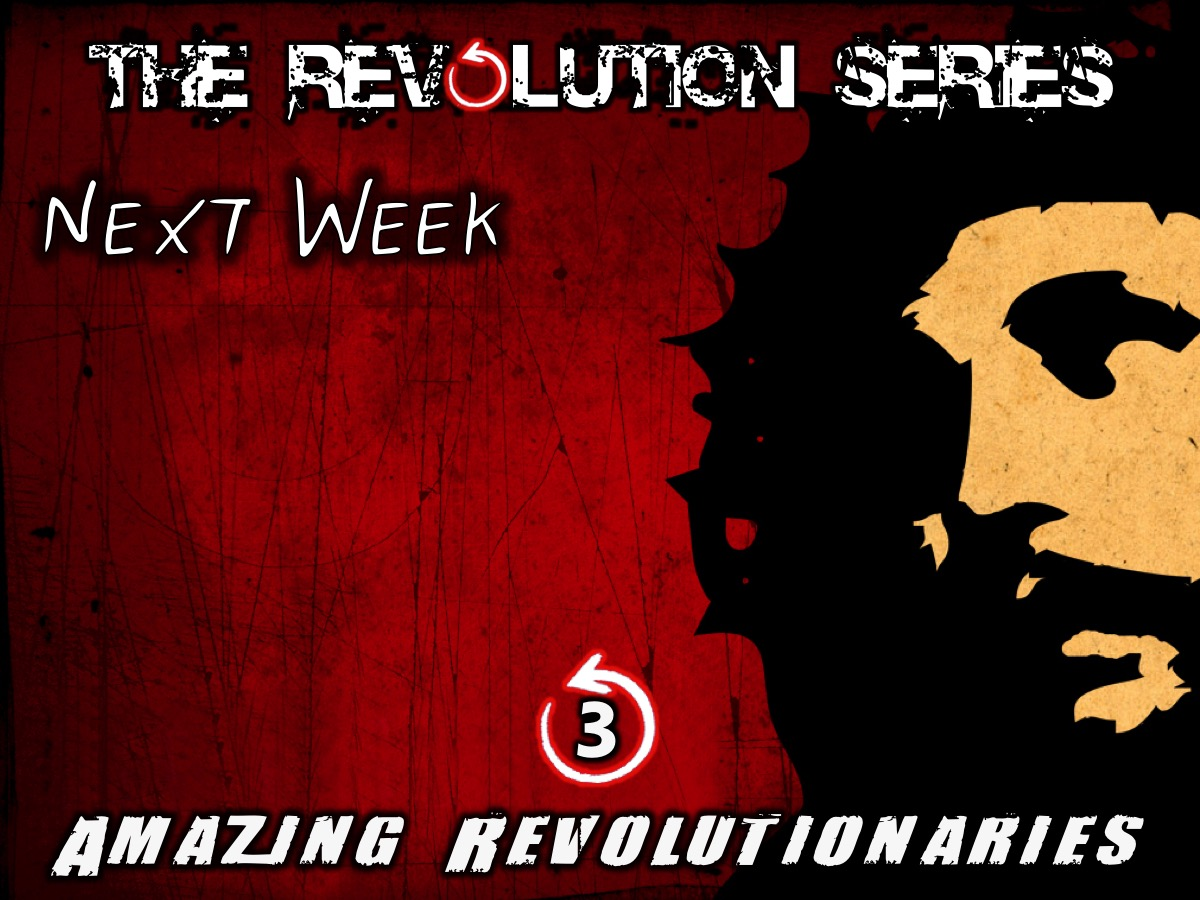 THE REVOLUTION SERIES
NEXT WEEK
3
AMAZING REVOLUTIONARIES